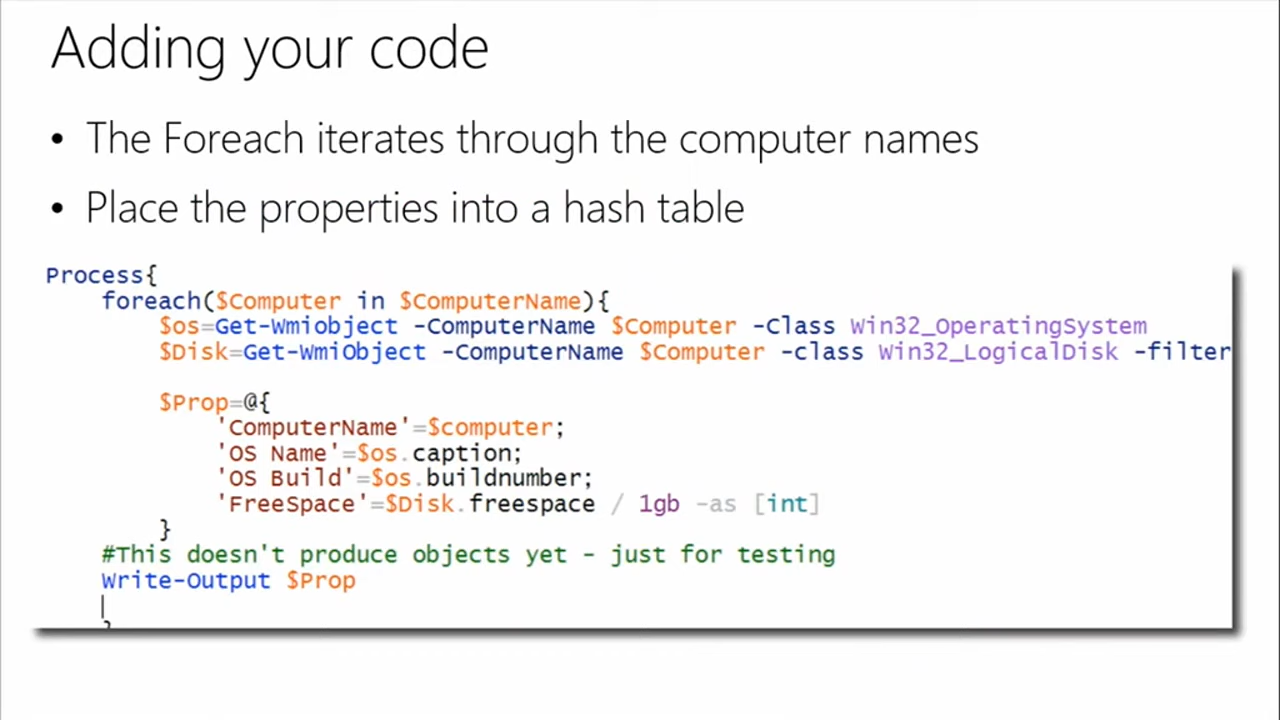 Adding your code
• The Foreach iterates through the computer names
• Place the properties into a hash table
Process{
foreach($Computer in $ComputerName){
$os=Get-Wmiobject -ComputerName $Computer -Class Win32_OperatingSystem
$Disk=Get-WmiObject -ComputerName $Computer -class Win32_LogicalDisk -filter
$Prop=@{
'ComputerName'=$computer;
'OS Name'=$os.caption;
'OS Build'=$os.buildnumber;
'FreeSpace'=$Disk.freespace / 1gb -as [int]
}
#This doesn't produce objects yet - just for testing
Write-Output $Prop
}